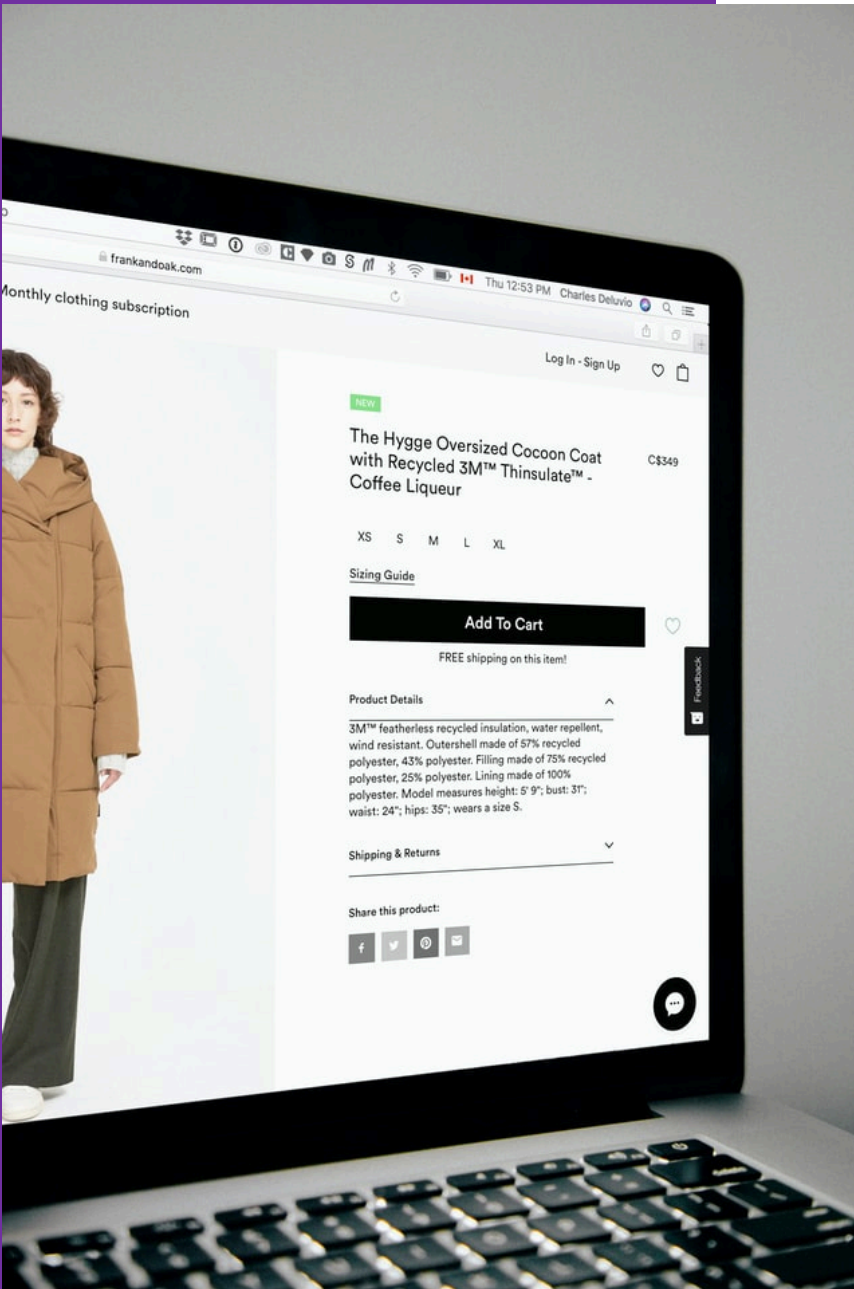 frankandoak.com
Thu 12:53 PM Charles Deluvio
Monthly clothing subscription
Log In - Sign Up
NEW
The Hygge Oversized Cocoon Coat
with Recycled 3M™ Thinsulate™ -
Coffee Liqueur
C$349
XS S M L XL
Sizing Guide
Add To Cart
FREE shipping on this item!
Feedback
Product Details
3M™ featherless recycled insulation, water repellent,
wind resistant. Outershell made of 57% recycled
polyester, 43% polyester. Filling made of 75% recycled
polyester, 25% polyester. Lining made of 100%
polyester. Model measures height: 5' 9"; bust: 31";
waist: 24"; hips: 35"; wears a size S.
Shipping & Returns
Share this product: